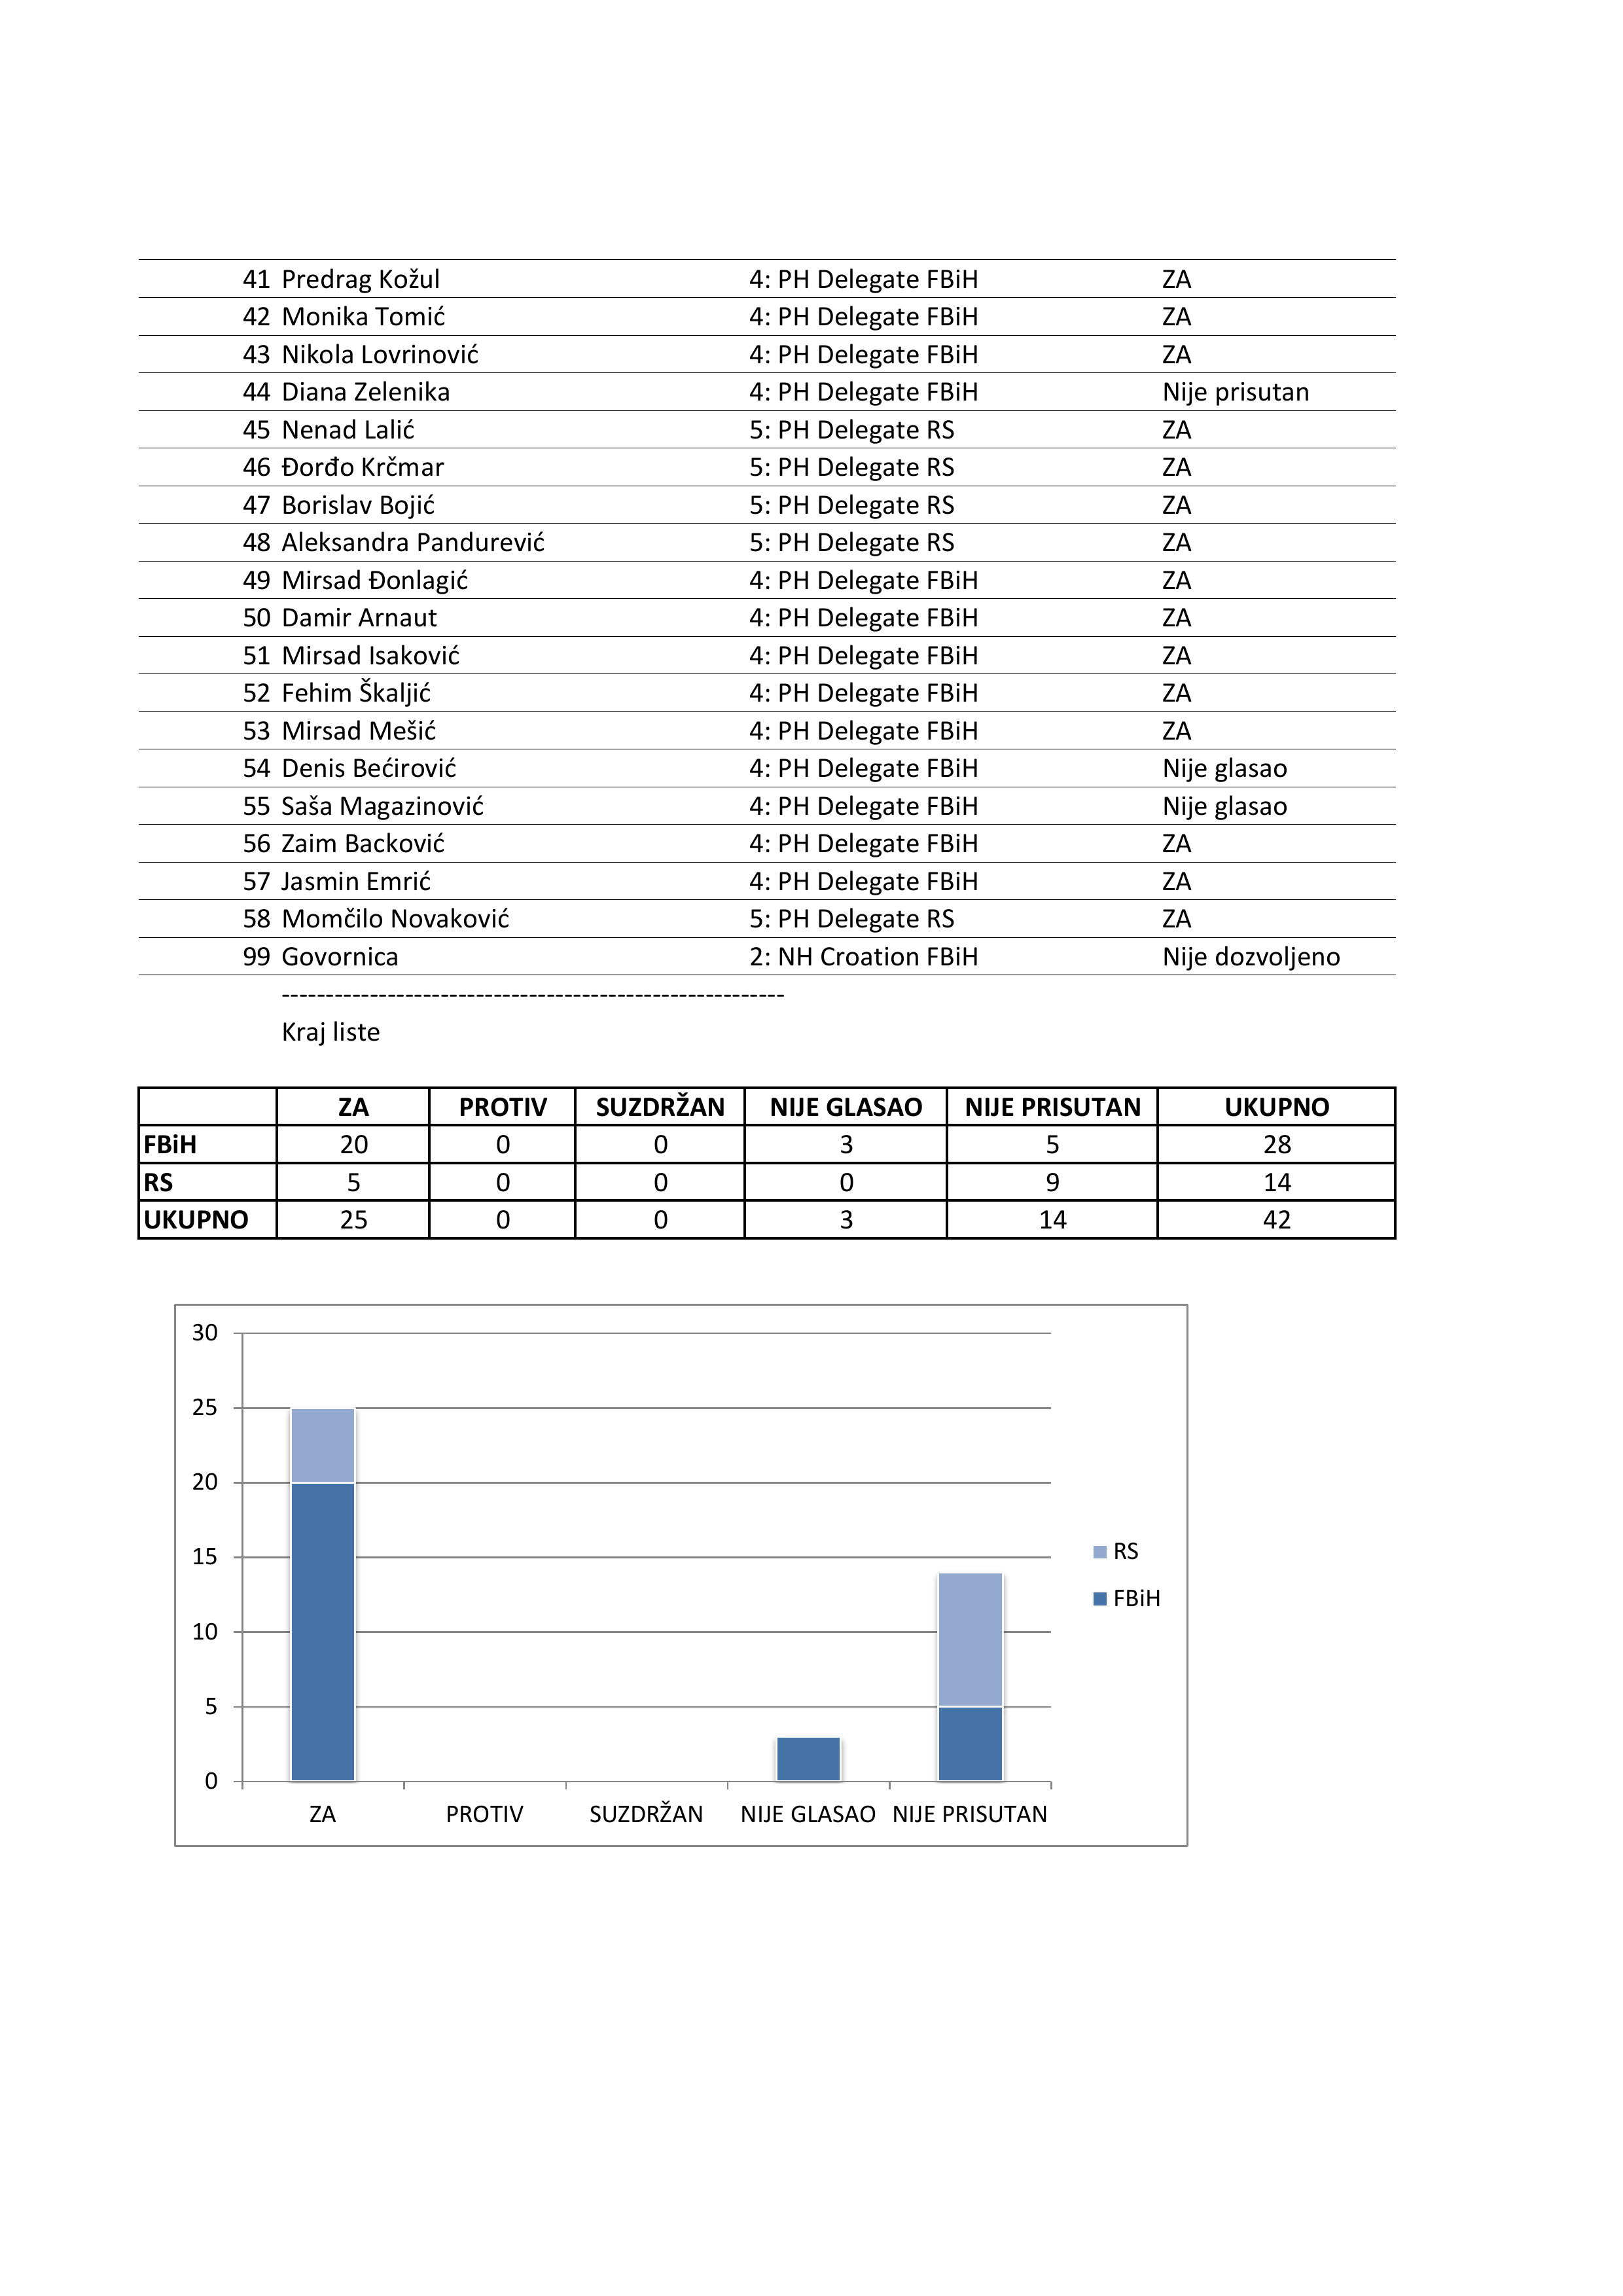 41 Predrag Kožul 4: PH Delegate FBiH ZA
42 Monika Tomić 4: PH Delegate FBiH ZA
43 Nikola Lovrinović 4: PH Delegate FBiH ZA
44 Diana Zelenika 4: PH Delegate FBiH Nije prisutan
45 Nenad Lalić 5: PH Delegate RS ZA
46 Đorđo Krčmar 5: PH Delegate RS ZA
47 Borislav Bojić 5: PH Delegate RS ZA
48 Aleksandra Pandurević 5: PH Delegate RS ZA
49 Mirsad Đonlagić 4: PH Delegate FBiH ZA
50 Damir Arnaut 4: PH Delegate FBiH ZA
51 Mirsad Isaković 4: PH Delegate FBiH ZA
52 Fehim Škaljić 4: PH Delegate FBiH ZA
53 Mirsad Mešić 4: PH Delegate FBiH ZA
54 Denis Bećirović 4: PH Delegate FBiH Nije glasao
55 Saša Magazinović 4: PH Delegate FBiH Nije glasao
56 Zaim Backović 4: PH Delegate FBiH ZA
57 Jasmin Emrić 4: PH Delegate FBiH ZA
58 Momčilo Novaković 5: PH Delegate RS ZA
99 Govornica 2: NH Croation FBiH Nije dozvoljeno
---------------------------------------------------------
Kraj liste
ZA PROTIV SUZDRŽAN NIJE GLASAO NIJE PRISUTAN UKUPNO
FBiH 20 0 0 3 5 28
RS 5 0 0 0 9 14
UKUPNO 25 0 0 3 14 42
30
25
20
15
10
5
0
ZA PROTIV SUZDRŽAN NIJE GLASAO NIJE PRISUTAN
RS
FBiH